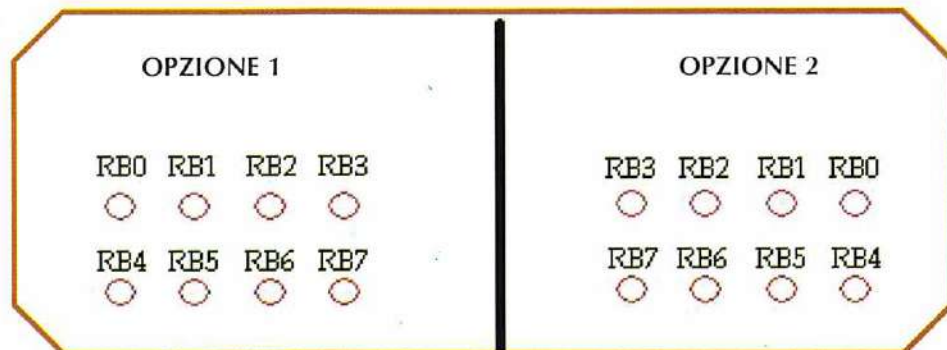 OPZIONE 1
RB0 RB1 RB2 RB3
RB4 RB5 RB6 RB7
OPZIONE 2
RB3 RB2 RB1 RB0
RB7 RB6 RB5 RB4